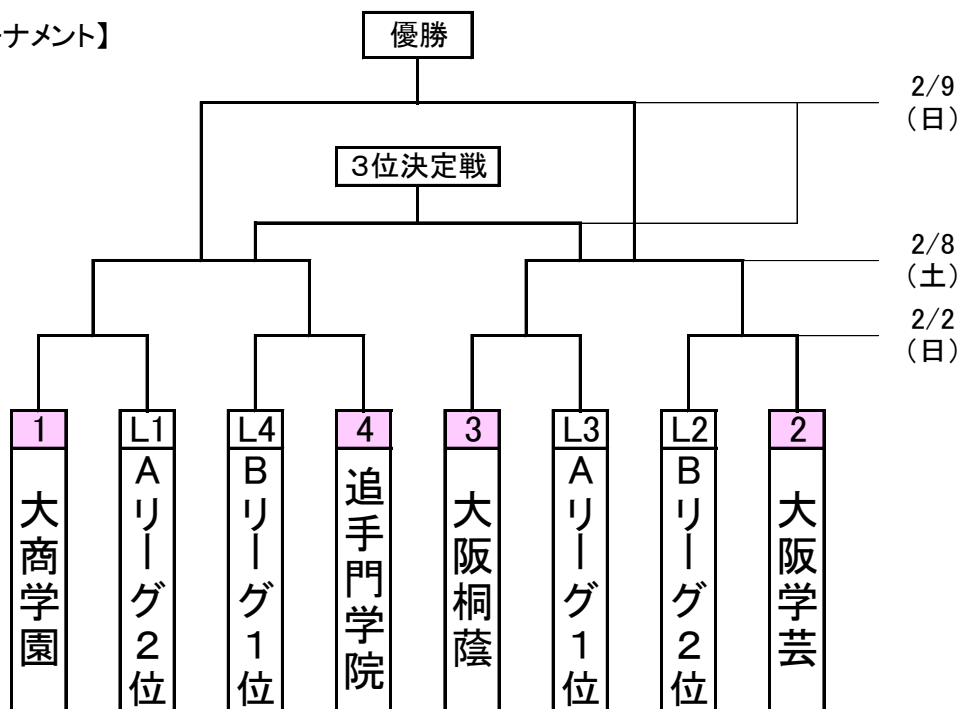 ーナメント】
優勝
2/9
(日)
3位決定戦
2/8
(土)
2/2
(日)
1
L1
L4
4
3
L3
L2
2
大商学園
Aリーグ2位
Bリーグ1位
追手門学院
大阪桐蔭
Aリーグ1位
Bリーグ2位
大阪学芸